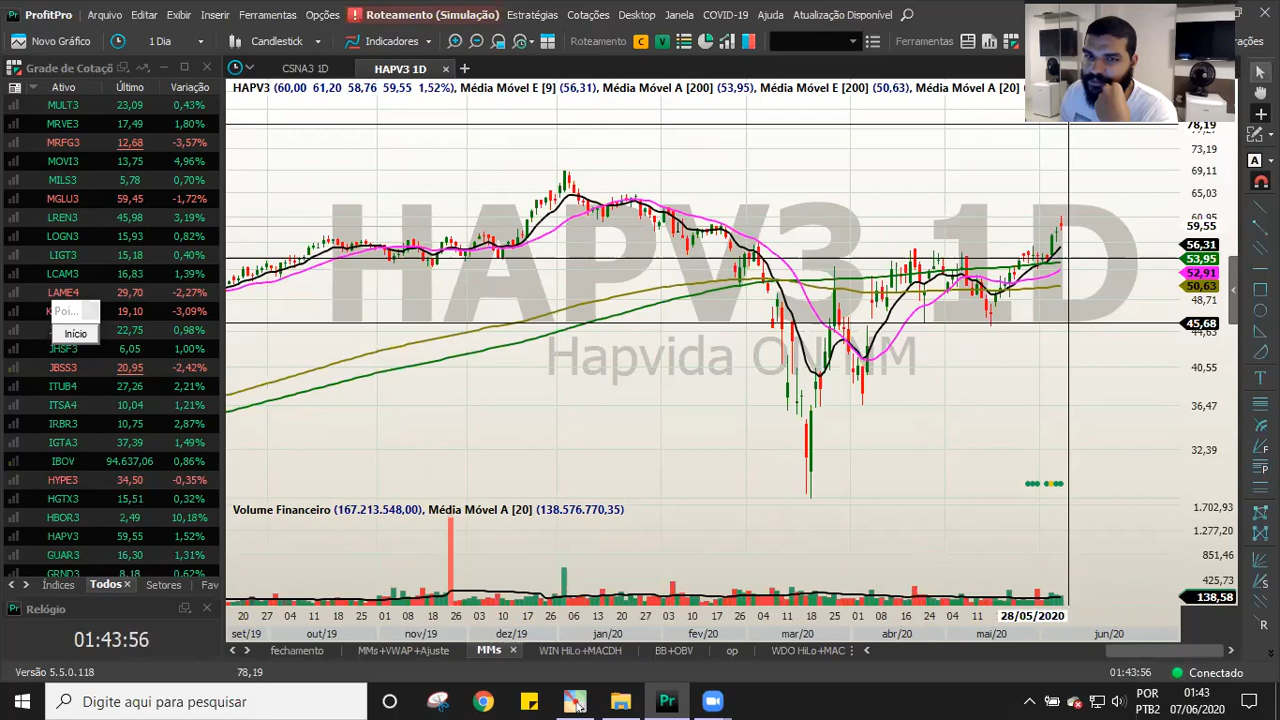 ProfitPro
Arquivo Editar Exibir Inserir Ferramentas Opções Roteamento (Simulação) Estratégias Cotações Desktop Janela COVID-19 Ajuda Atualização Disponível
Novo Gráfico 1 Dia Candlestick Indicadores Roteamento C V Ferramentas
Grade de Cotaçõ
CSNA3 1D HAPV3 1D
Ativo Último Variação
HAPV3 (60,00 61,20 58,76 59,55 1,52%), Média Móvel E [9] (56,31), Média Móvel A [200] (53,95), Média Móvel E [200] (50,63), Média Móvel A [20] (
MULT3 23,09 0,43%
MRVE3 17,49 1,80%
MRFG3 12,68 -3,57%
MOVI3 13,75 4,96%
MILS3 5,78 0,70%
MGLU3 59,45 -1,72%
LREN3 45,98 3,19%
LOGN3 15,93 0,82%
LIGT3 15,18 0,40%
LCAM3 16,83 1,39%
LAME4 29,70 -2,27%
K Poi... 19,10 -3,09%
Início 22,75 0,98%
JHSF3 6,05 1,00%
JBSS3 20,95 -2,42%
ITUB4 27,26 2,21%
ITSA4 10,04 1,21%
IRBR3 10,75 2,87%
IGTA3 37,39 1,49%
IBOV 94.637,06 0,86%
HYPE3 34,50 -0,35%
HGTX3 15,51 0,32%
HBOR3 2,49 10,18%
HAPV3 59,55 1,52%
GUAR3 16,30 1,31%
GRND3 8,18 0,62%
Índices Todos Setores Fav
Relógio
01:43:56
HAPV3 1D
Hapvida
78,19
73,19
69,11
65,03
60,95
59,55
56,31
53,95
52,91
50,63
48,71
45,68
40,55
36,47
32,39
Volume Financeiro (167.213.548,00), Média Móvel A [20] (138.576.770,35)
1.702,93
1.277,20
851,46
425,73
138,58
20 27 04 11 18 25 01 08 18 25 03 10 17 26 06 13 20 27 03 10 17 27 04 11 18 25 01 08 16 24 04 11 28/05/2020
set/19 out/19 nov/19 dez/19 jan/20 fev/20 mar/20 abr/20 mai/20 jun/20
fechamento MMs+VWAP+Ajuste MMs WIN HiLo+MACDH BB+OBV op WDO HiLo+MAC
Versão 5.5.0.118 78,19 01:43:56 Conectado
Digite aqui para pesquisar
Pr
POR
PTB2
01:43
07/06/2020